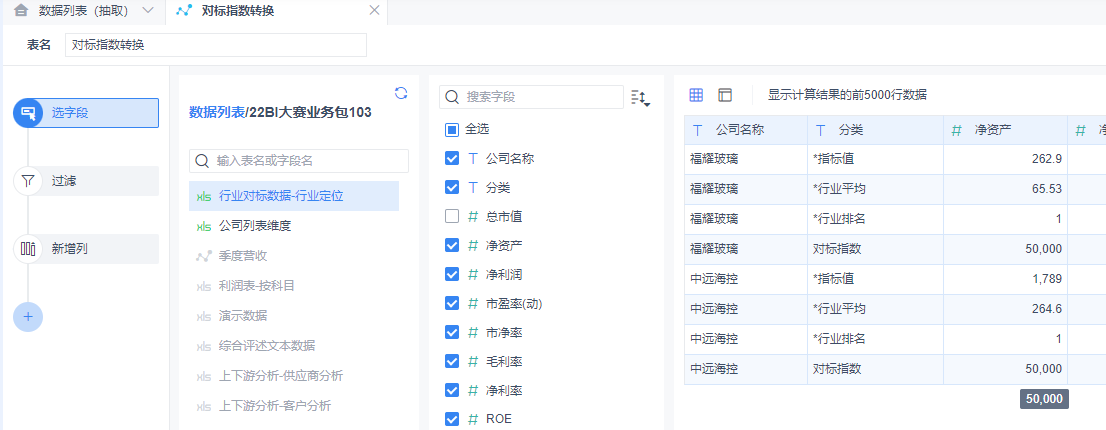 数据列表（抽取）
对标指数转换
表名
对标指数转换
选字段
过滤
新增列
数据列表/22BI大赛业务包103
输入表名或字段名
xls 行业对标数据-行业定位
xls 公司列表维度
季度营收
xls 利润表-按科目
xls 演示数据
xls 综合评述文本数据
xls 上下游分析-供应商分析
xls 上下游分析-客户分析
搜索字段
全选
T 公司名称
T 分类
# 总市值
# 净资产
# 净利润
# 市盈率(动)
# 市净率
# 毛利率
# 净利率
# ROE
显示计算结果的前5000行数据
T 公司名称 T 分类 # 净资产 #
福耀玻璃 *指标值 262.9
福耀玻璃 *行业平均 65.53
福耀玻璃 *行业排名 1
福耀玻璃 对标指数 50,000
中远海控 *指标值 1,789
中远海控 *行业平均 264.6
中远海控 *行业排名 1
中远海控 对标指数 50,000
50,000